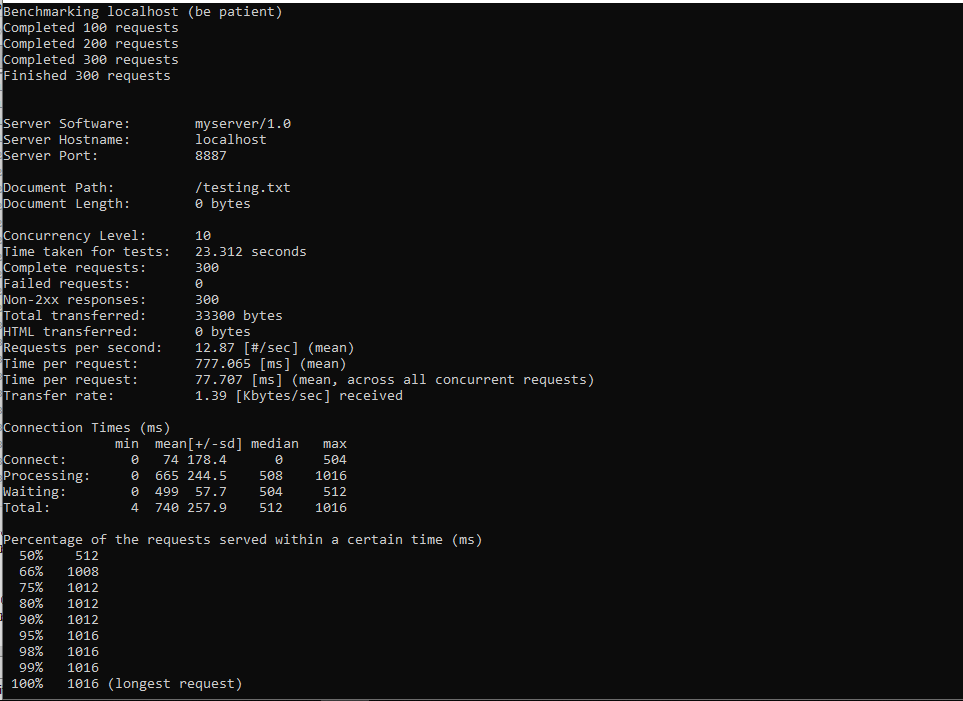 Benchmarking localhost (be patient)
Completed 100 requests
Completed 200 requests
Completed 300 requests
Finished 300 requests
Server Software: myserver/1.0
Server Hostname: localhost
Server Port: 8887
Document Path: /testing.txt
Document Length: 0 bytes
Concurrency Level: 10
Time taken for tests: 23.312 seconds
Complete requests: 300
Failed requests: 0
Non-2xx responses: 300
Total transferred: 33300 bytes
HTML transferred: 0 bytes
Requests per second: 12.87 [#/sec] (mean)
Time per request: 777.065 [ms] (mean)
Time per request: 77.707 [ms] (mean, across all concurrent requests)
Transfer rate: 1.39 [Kbytes/sec] received
Connection Times (ms)
min mean[+/-sd] median max
Connect: 0 74 178.4 0 504
Processing: 0 665 244.5 508 1016
Waiting: 0 499 57.7 504 512
Total: 4 740 257.9 512 1016
Percentage of the requests served within a certain time (ms)
50% 512
66% 1008
75% 1012
80% 1012
90% 1012
95% 1016
98% 1016
99% 1016
100% 1016 (longest request)